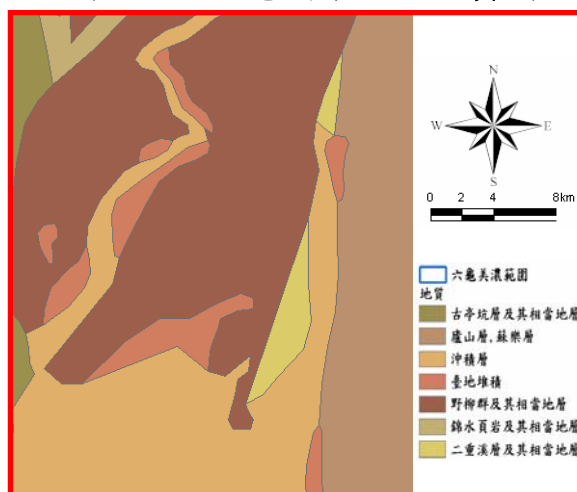 N
W E
S
0 2 4 8km
六龜美濃範圍
地質
古亭坑層及其相當地層
廬山層,蘇樂層
沖積層
臺地堆積
野柳群及其相當地層
錦水頁岩及其相當地層
二重溪層及其相當地層